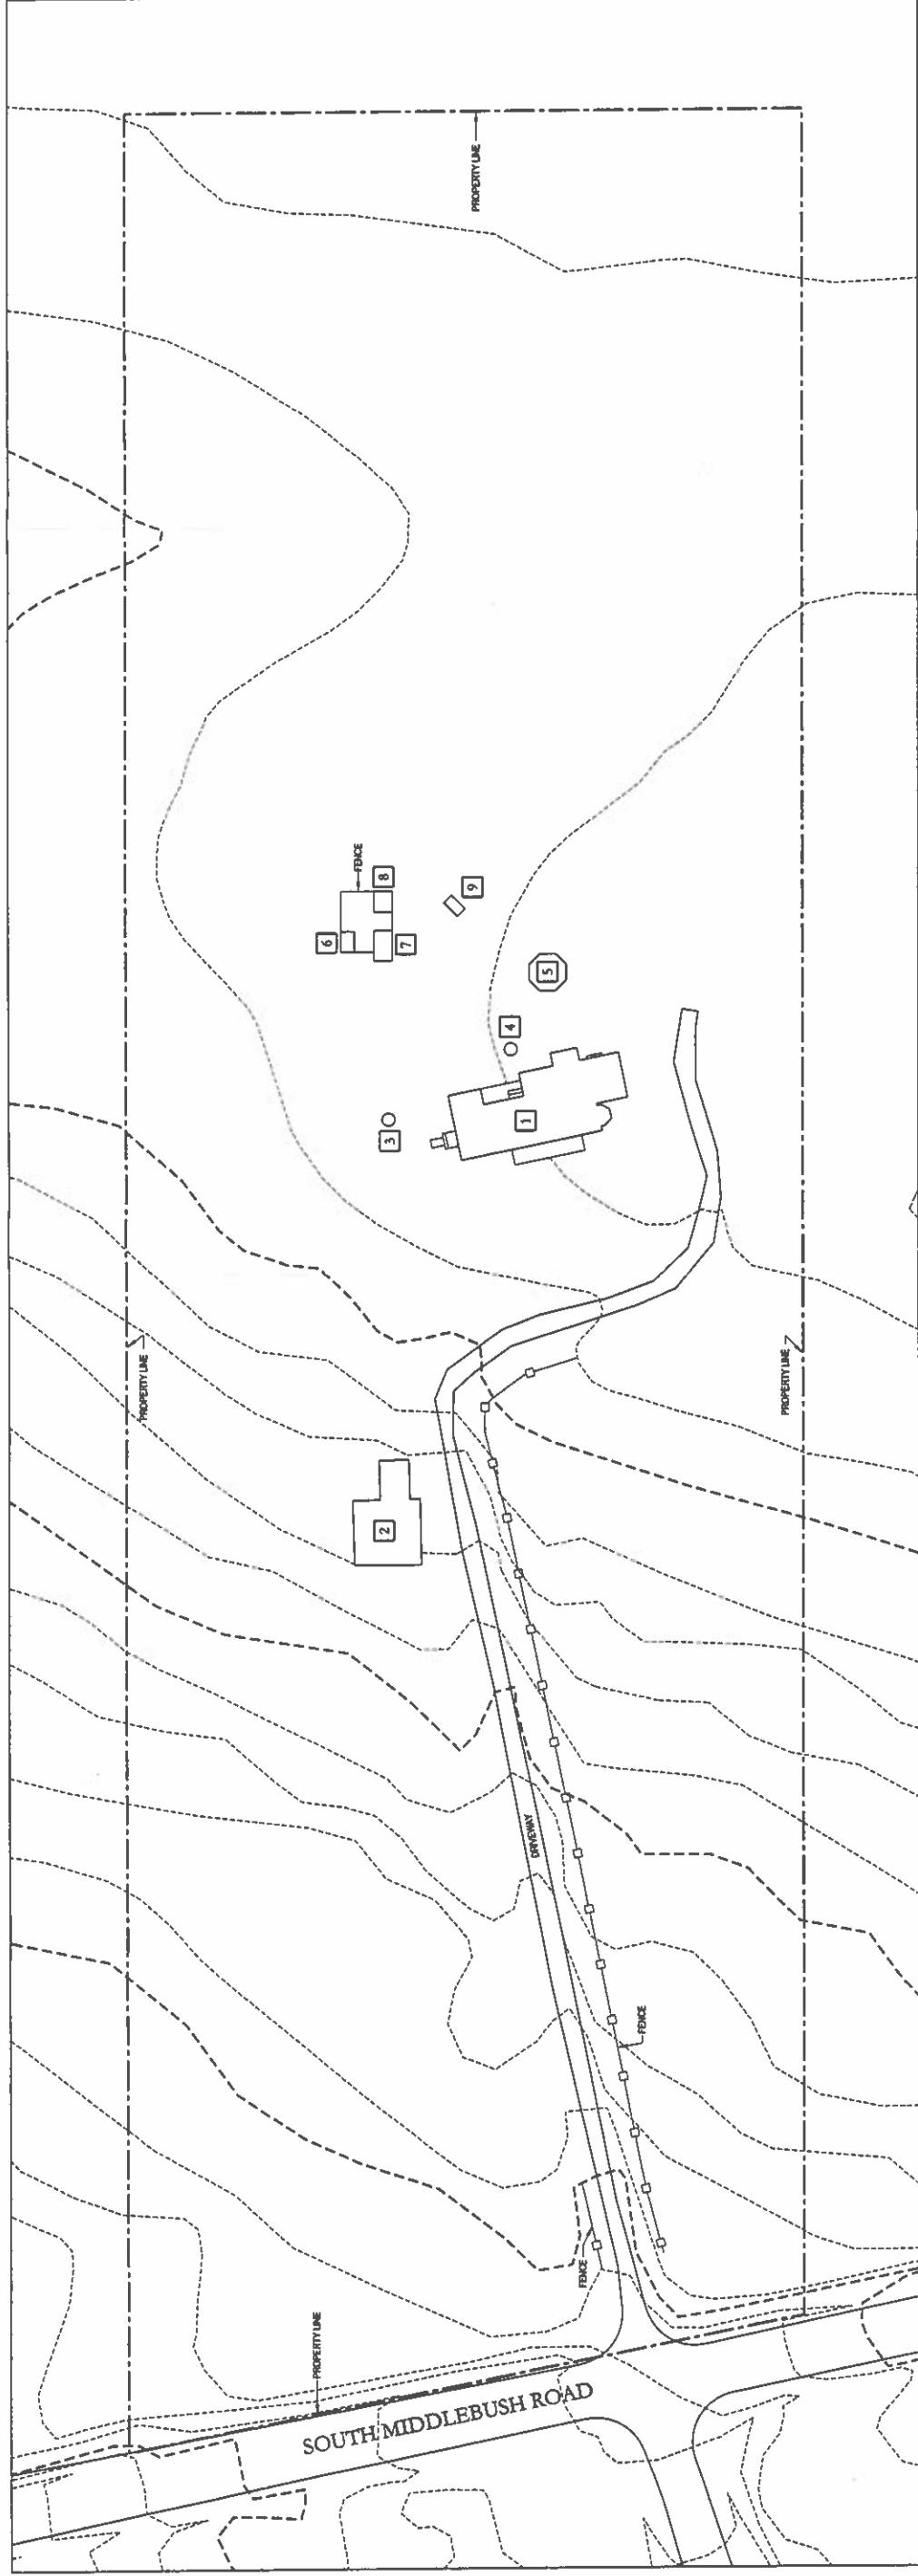 PROPERTY LINE
FENCE
6
8
7
9
5
4
3
1
PROPERTY LINE
PROPERTY LINE
2
DRIVEWAY
FENCE
FENCE
PROPERTY LINE
SOUTH MIDDLEBUSH ROAD